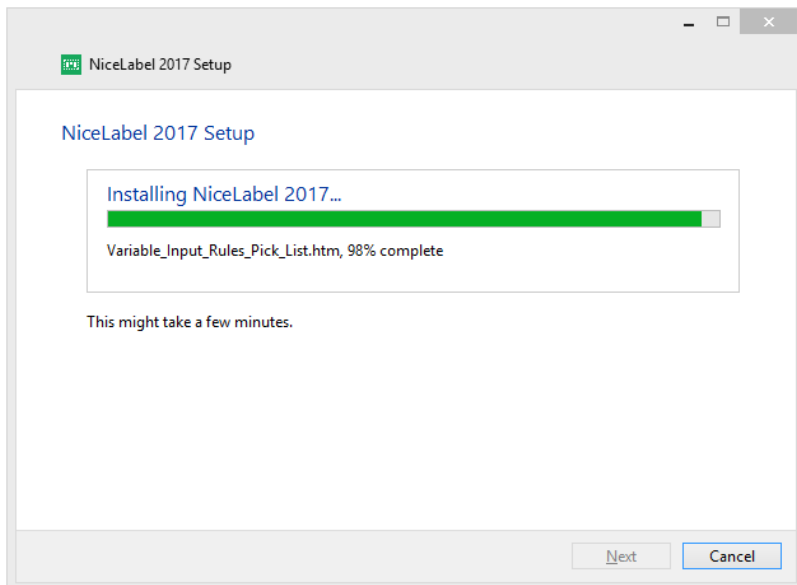 NiceLabel 2017 Setup
NiceLabel 2017 Setup
Installing NiceLabel 2017...
Variable_Input_Rules_Pick_List.htm, 98% complete
This might take a few minutes.
Next Cancel